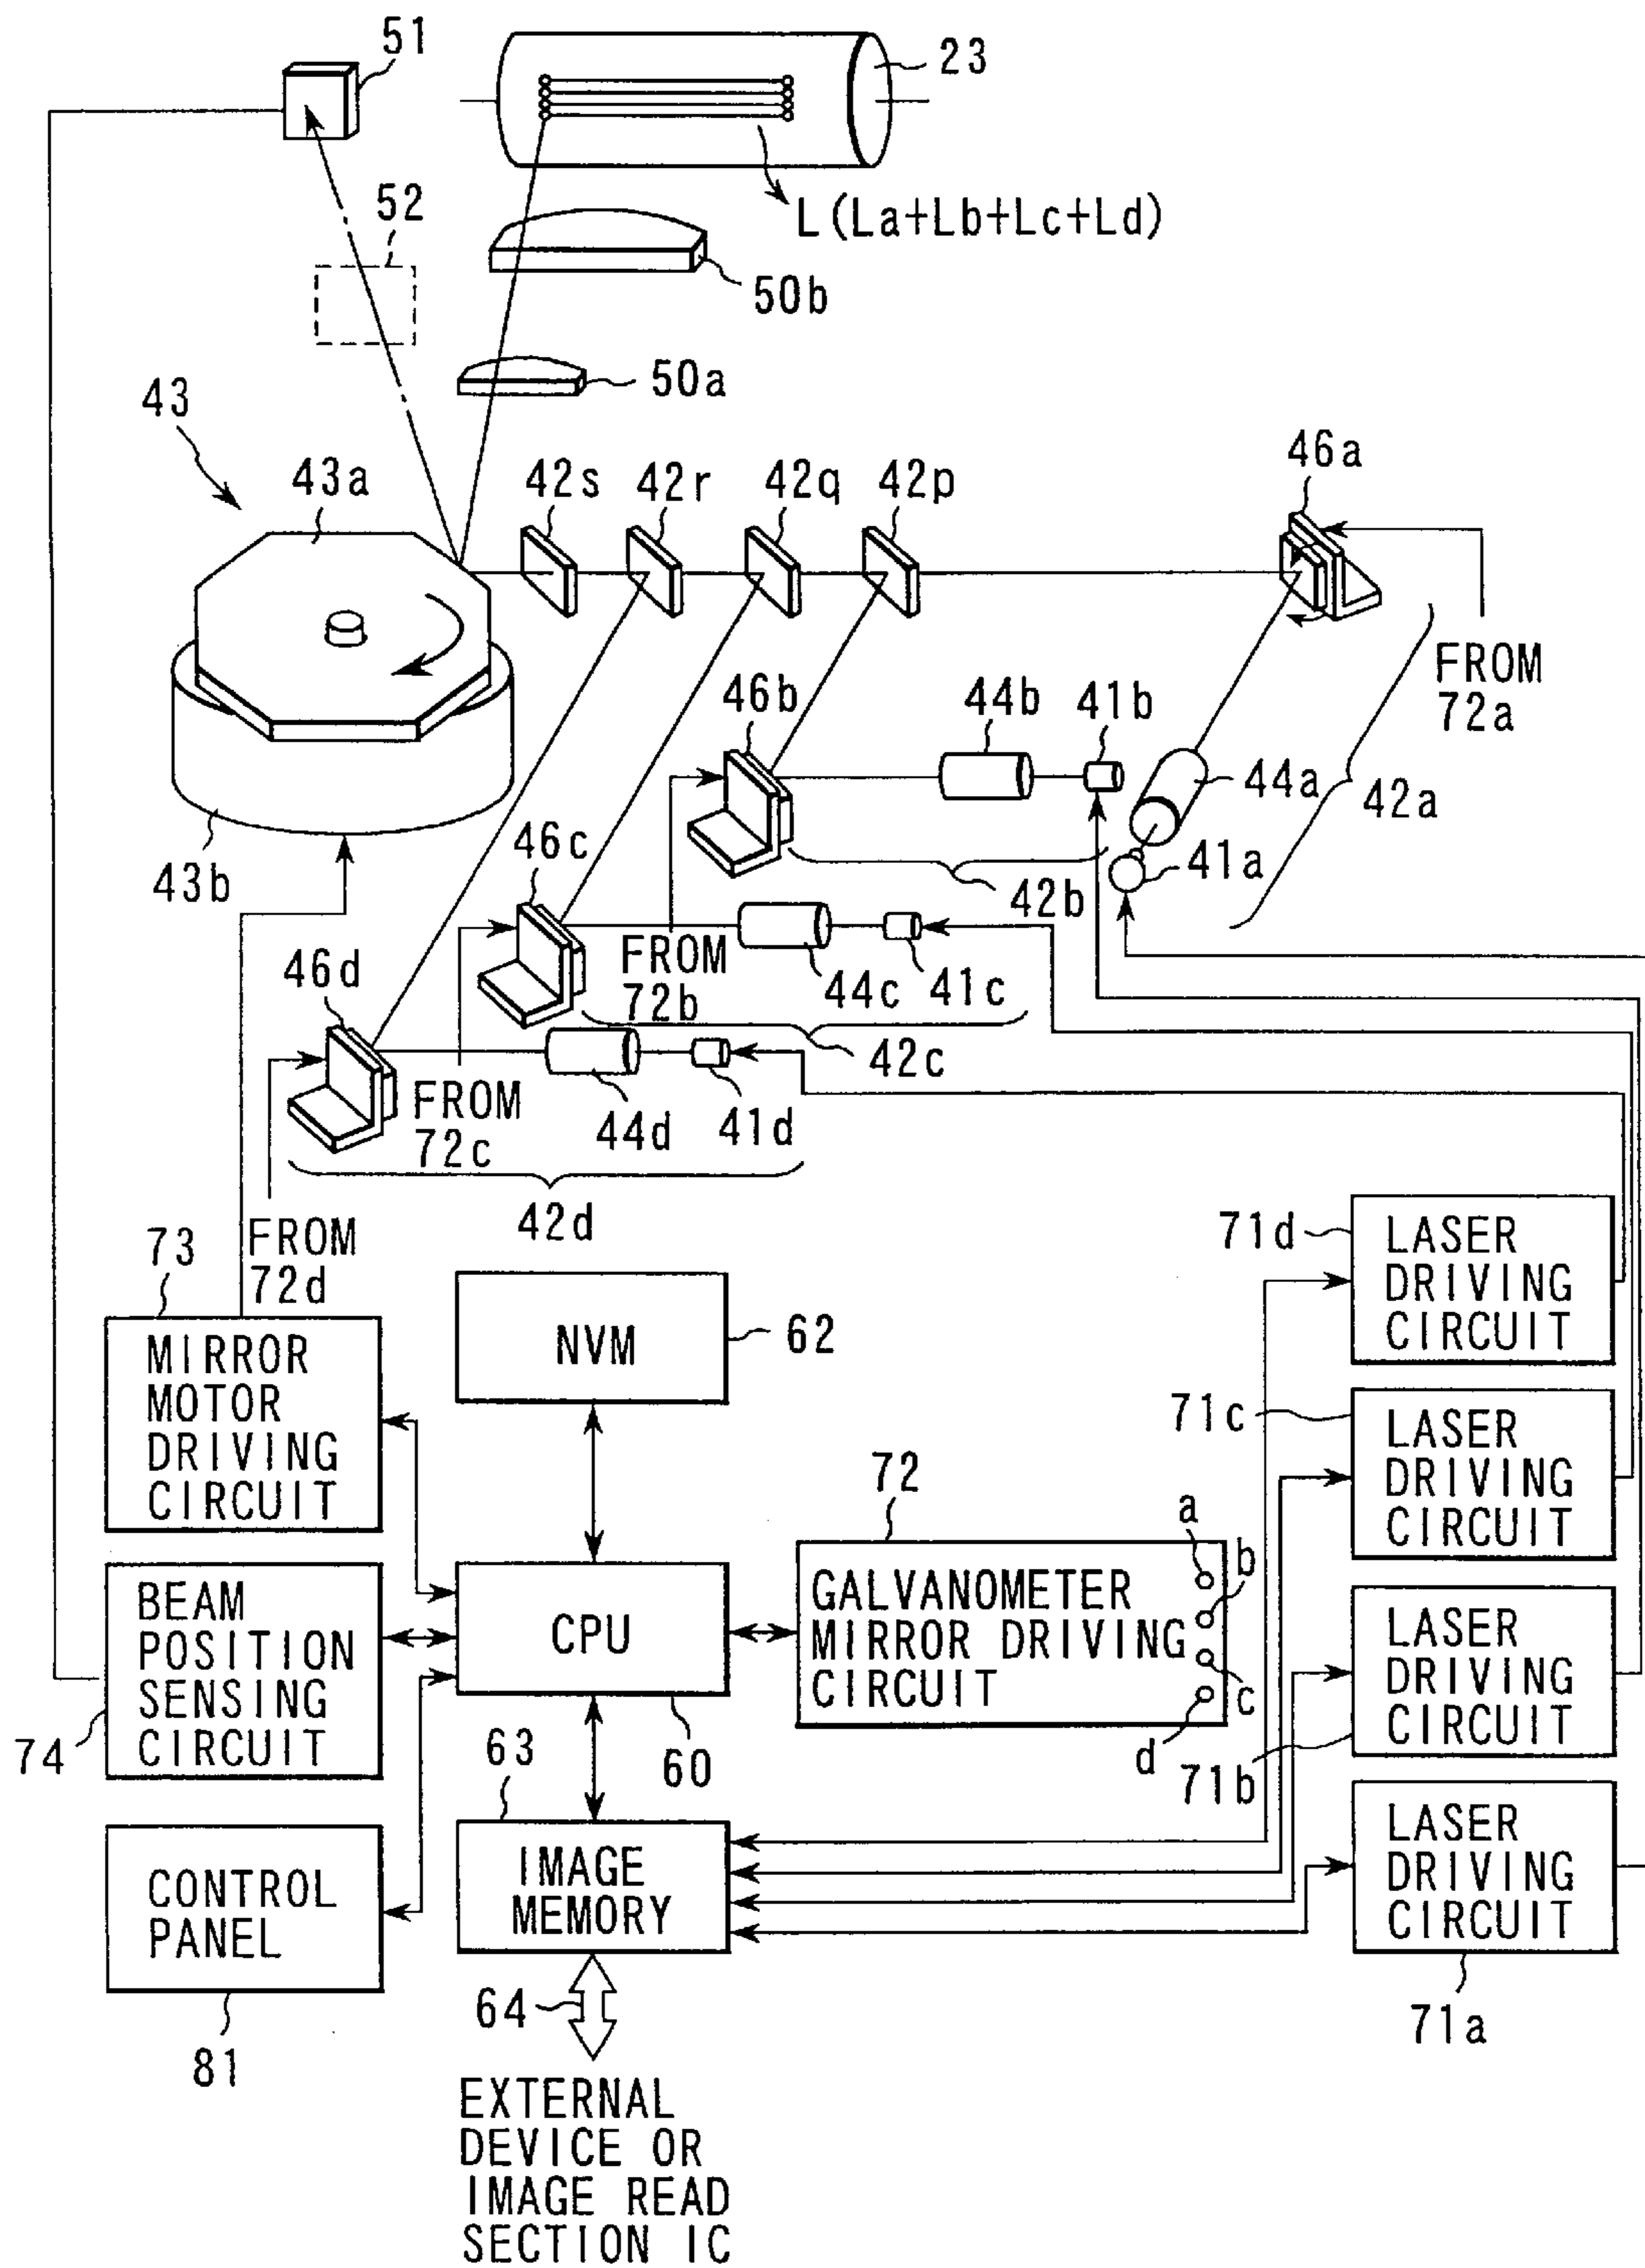 51
23
52
L(La+Lb+Lc+Ld)
50b
50a
43
43a
42s
42r
42q
42p
46a
FROM
72a
46b
44b
41b
44a
42a
43b
46c
42b
41a
46d
FROM
72b
44c
41c
42c
FROM
72c
44d
41d
42d
FROM
72d
73
MIRROR
MOTOR
DRIVING
CIRCUIT
NVM
62
71d
LASER
DRIVING
CIRCUIT
71c
LASER
DRIVING
CIRCUIT
72
a
b
c
d
GALVANOMETER
MIRROR DRIVING
CIRCUIT
BEAM
POSITION
SENSING
CIRCUIT
74
CPU
60
71b
LASER
DRIVING
CIRCUIT
63
IMAGE
MEMORY
LASER
DRIVING
CIRCUIT
71a
CONTROL
PANEL
81
64
EXTERNAL
DEVICE OR
IMAGE READ
SECTION IC